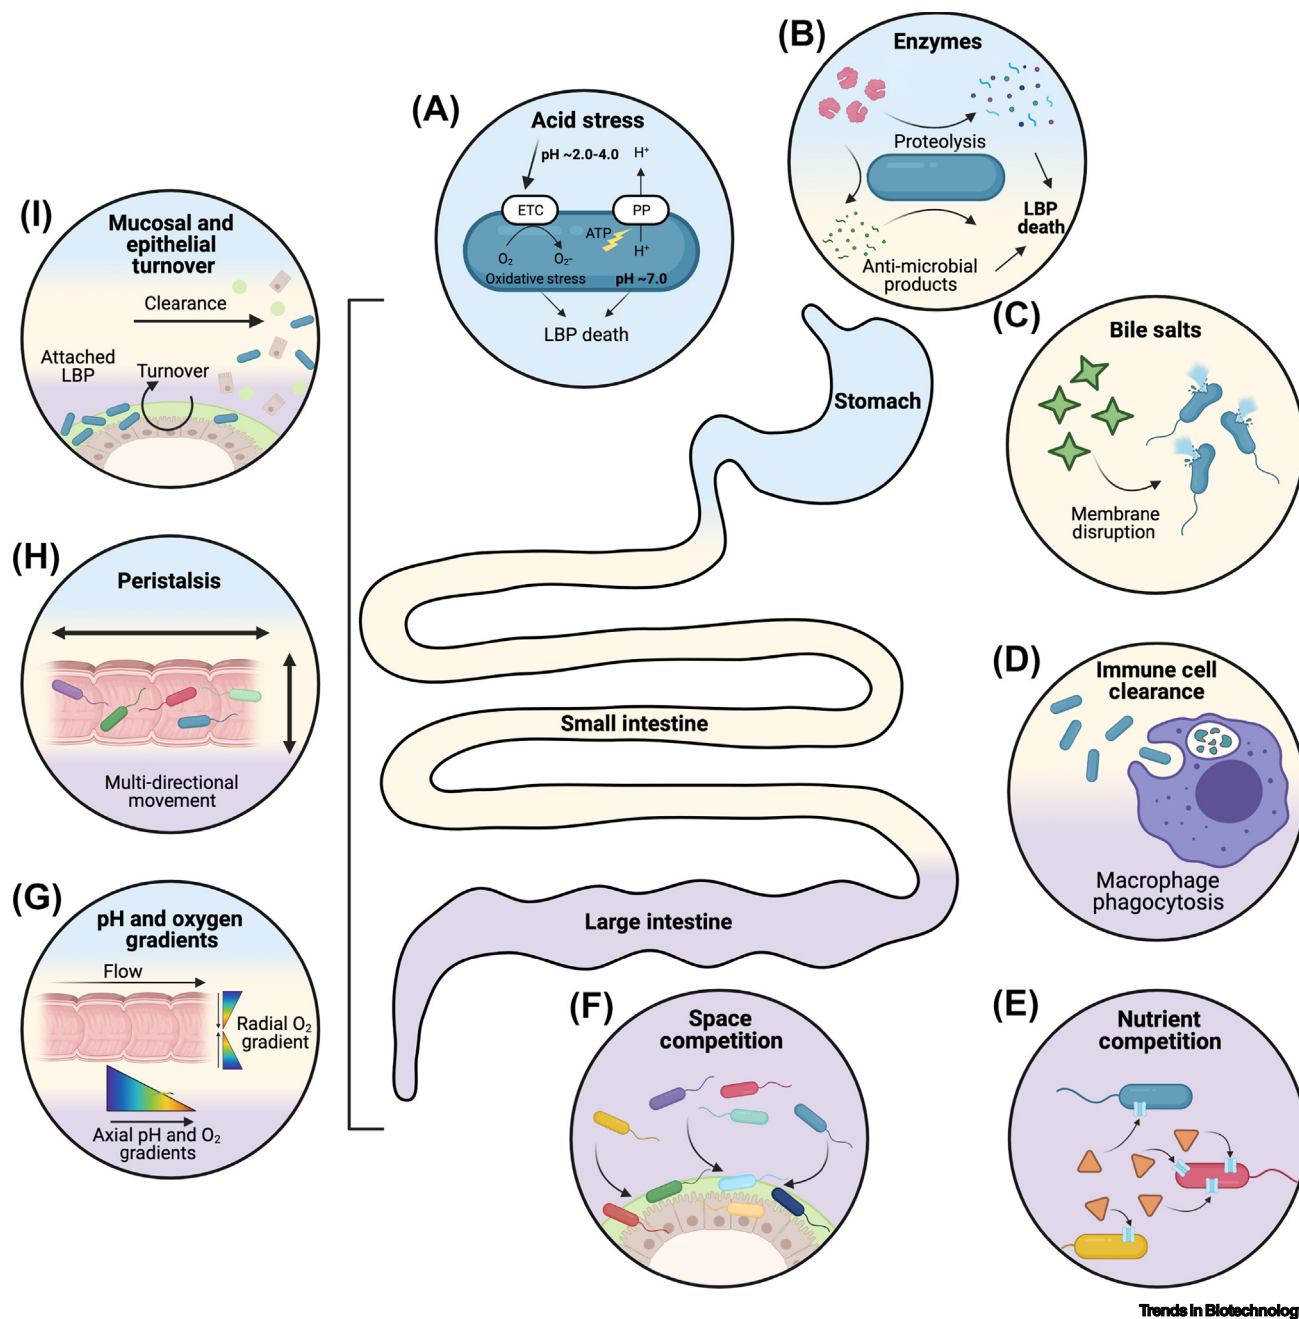 (A)
Acid stress
pH ~2.0-4.0
H+
ETC
PP
ATP
H+
O2
O2-
Oxidative stress
pH ~7.0
LBP death
(B)
Enzymes
Proteolysis
LBP
death
Anti-microbial
products
(C)
Bile salts
Membrane
disruption
(D)
Immune cell
clearance
Macrophage
phagocytosis
(E)
Nutrient
competition
(F)
Space
competition
(G)
pH and oxygen
gradients
Flow
Radial O2
gradient
Axial pH and O2
gradients
(H)
Peristalsis
Multi-directional
movement
(I)
Mucosal and
epithelial
turnover
Clearance
Attached
LBP
Turnover
Stomach
Small intestine
Large intestine
Trends in Biotechnology